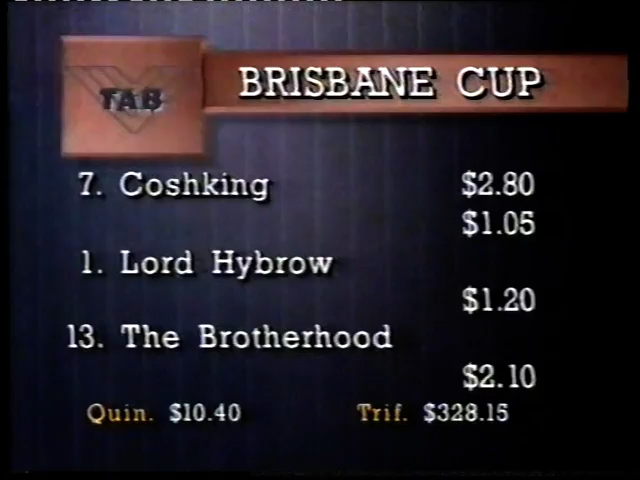 TAB
BRISBANE CUP
7. Coshking $2.80
$1.05
1. Lord Hybrow
$1.20
13. The Brotherhood
$2.10
Quin. $10.40 Trif. $328.15